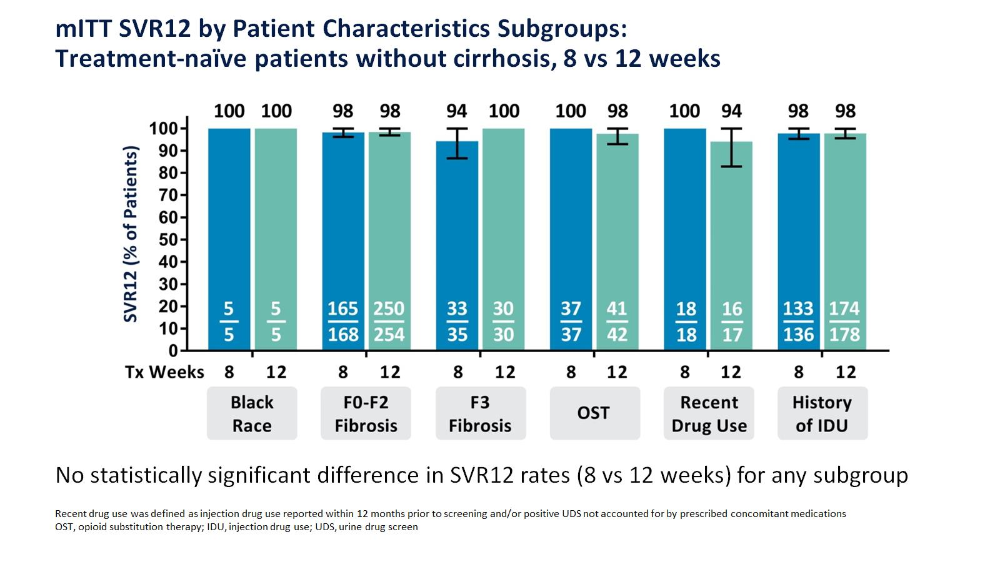 mITT SVR12 by Patient Characteristics Subgroups:
Treatment-naïve patients without cirrhosis, 8 vs 12 weeks
100 100 98 98 94 100 100 98 100 94 98 98
SVR12 (% of Patients)
100
90
80
70
60
50
40
30
20
10
0
5 5 165 250 33 30 37 41 18 16 133 174
5 5 168 254 35 30 37 42 18 17 136 178
Tx Weeks 8 12 8 12 8 12 8 12 8 12 8 12
Black F0-F2 F3 OST Recent History
Race Fibrosis Fibrosis Drug Use of IDU
No statistically significant difference in SVR12 rates (8 vs 12 weeks) for any subgroup
Recent drug use was defined as injection drug use reported within 12 months prior to screening and/or positive UDS not accounted for by prescribed concomitant medications
OST, opioid substitution therapy; IDU, injection drug use; UDS, urine drug screen